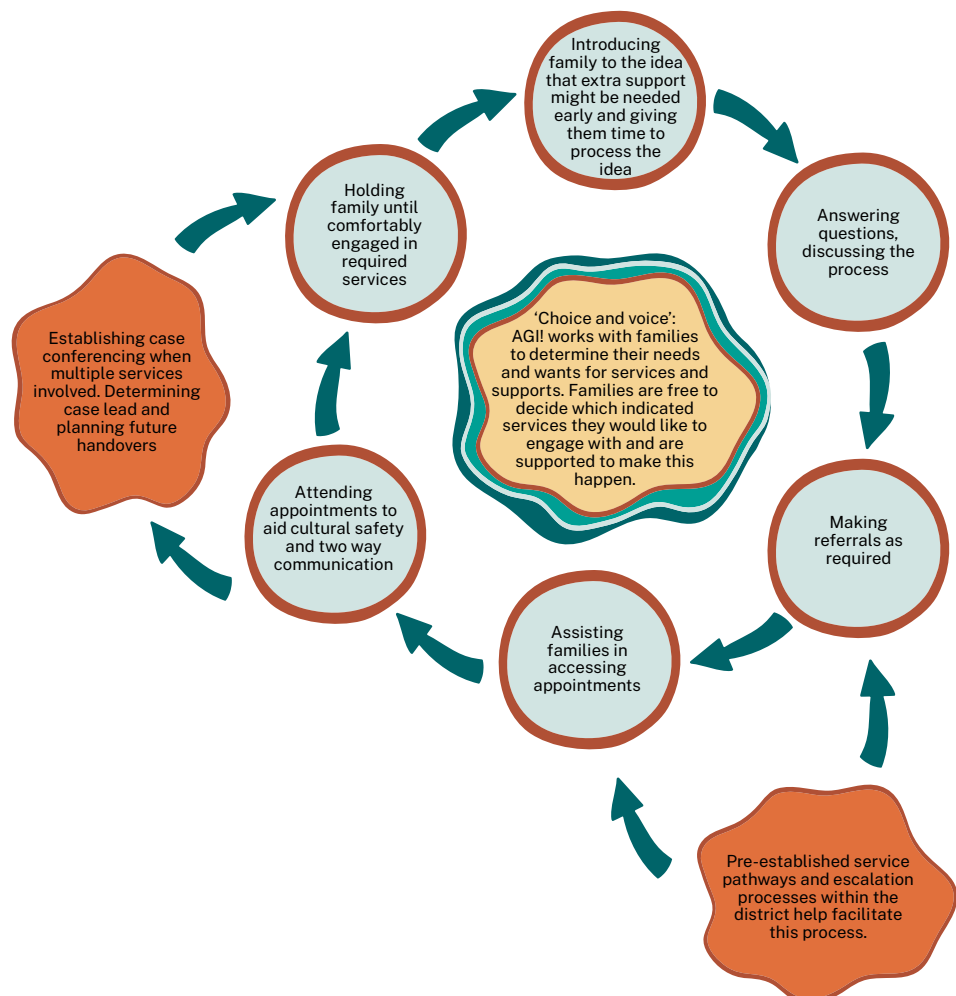 Introducing
family to the idea
that extra support
might be needed
early and giving
them time to
process the
idea
Answering
questions,
discussing the
process
Making
referrals as
required
Assisting
families in
accessing
appointments
Attending
appointments to
aid cultural safety
and two way
communication
Holding
family until
comfortably
engaged in
required
services
Establishing case
conferencing when
multiple services
involved. Determining
case lead and
planning future
handovers
‘Choice and voice’:
AGI! works with families
to determine their needs
and wants for services and
supports. Families are free to
decide which indicated
services they would like to
engage with and are
supported to make this
happen.
Pre-established service
pathways and escalation
processes within the
district help facilitate
this process.